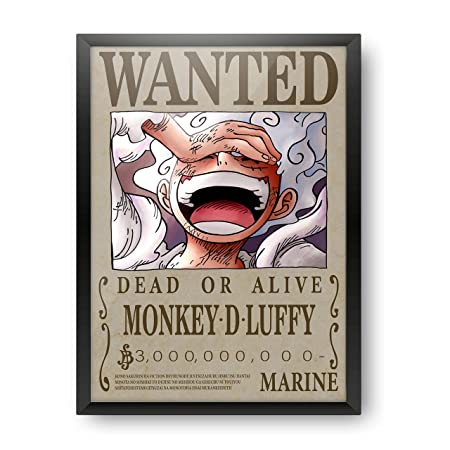 WANTED
DEAD OR ALIVE
MONKEY·D·LUFFY
฿3,000,000,000-
MARINE